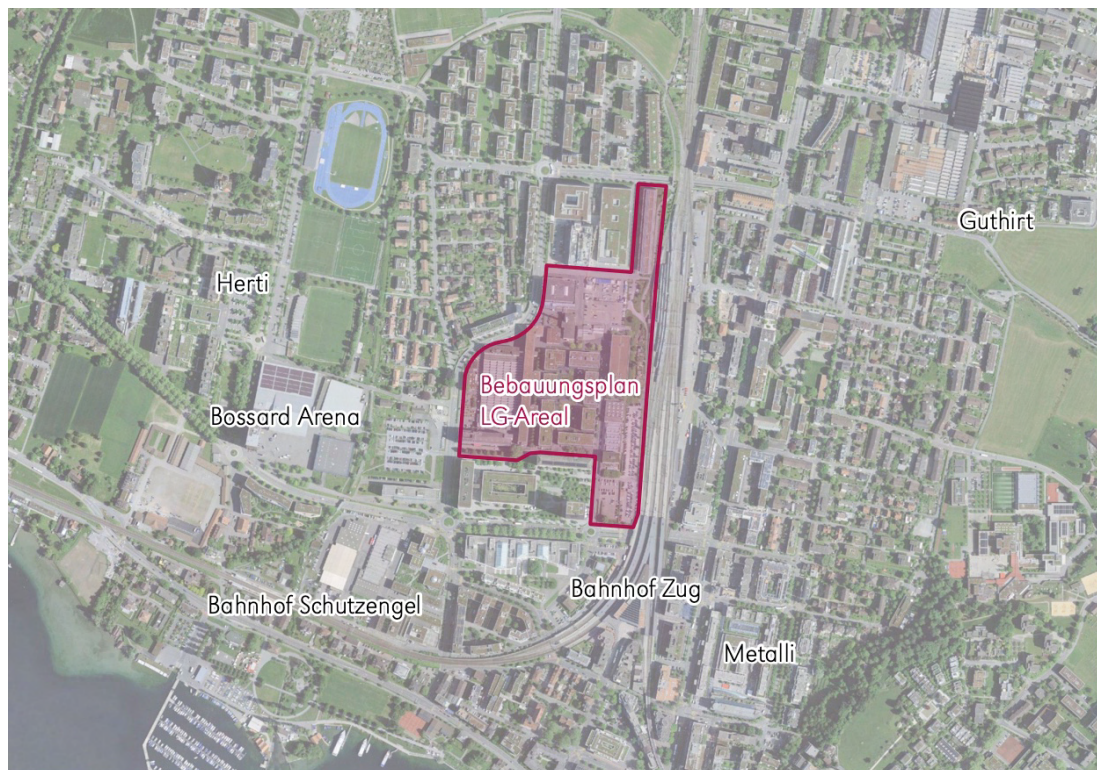 Guthirt
Herti
Bebauungsplan
LG-Areal
Bossard Arena
Bahnhof Zug
Bahnhof Schutzengel
Metalli